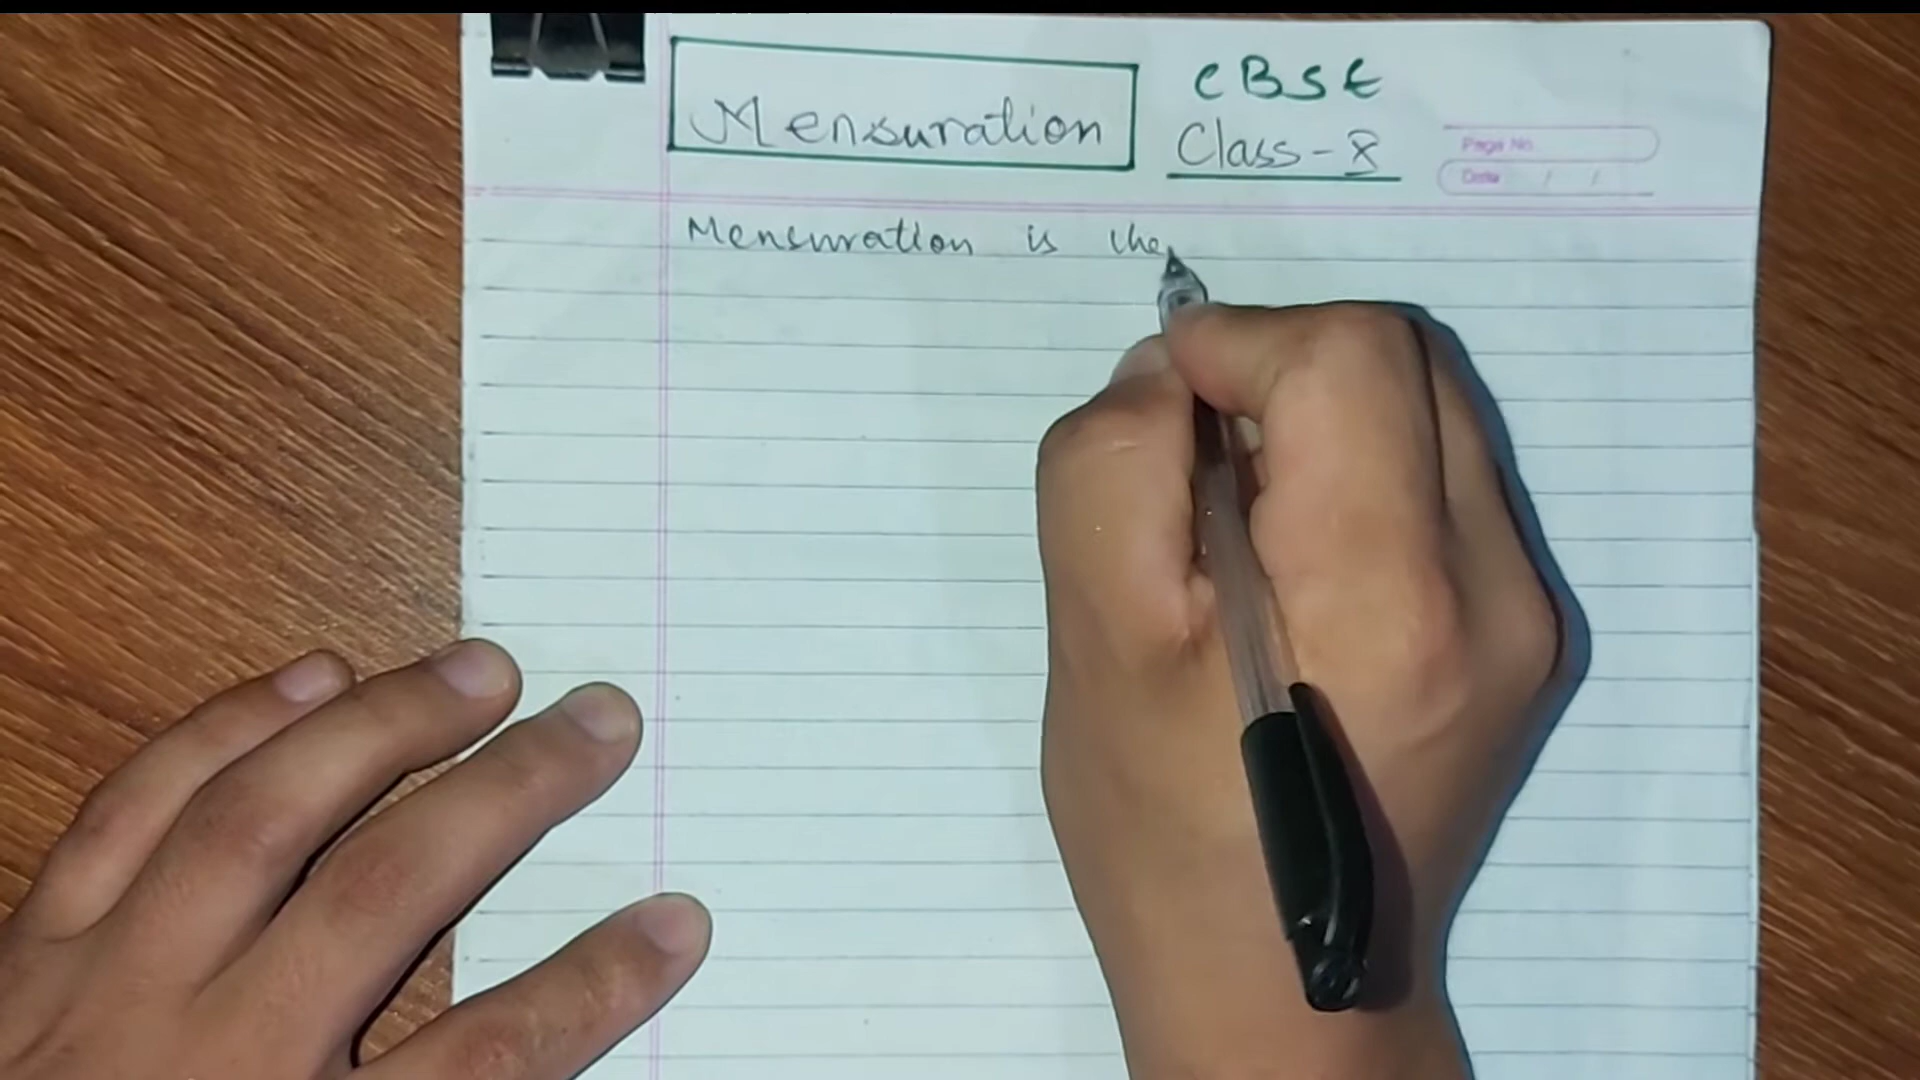 Mensuration
CBSE
Class-8
Page No.
Date / /
Mensuration is the